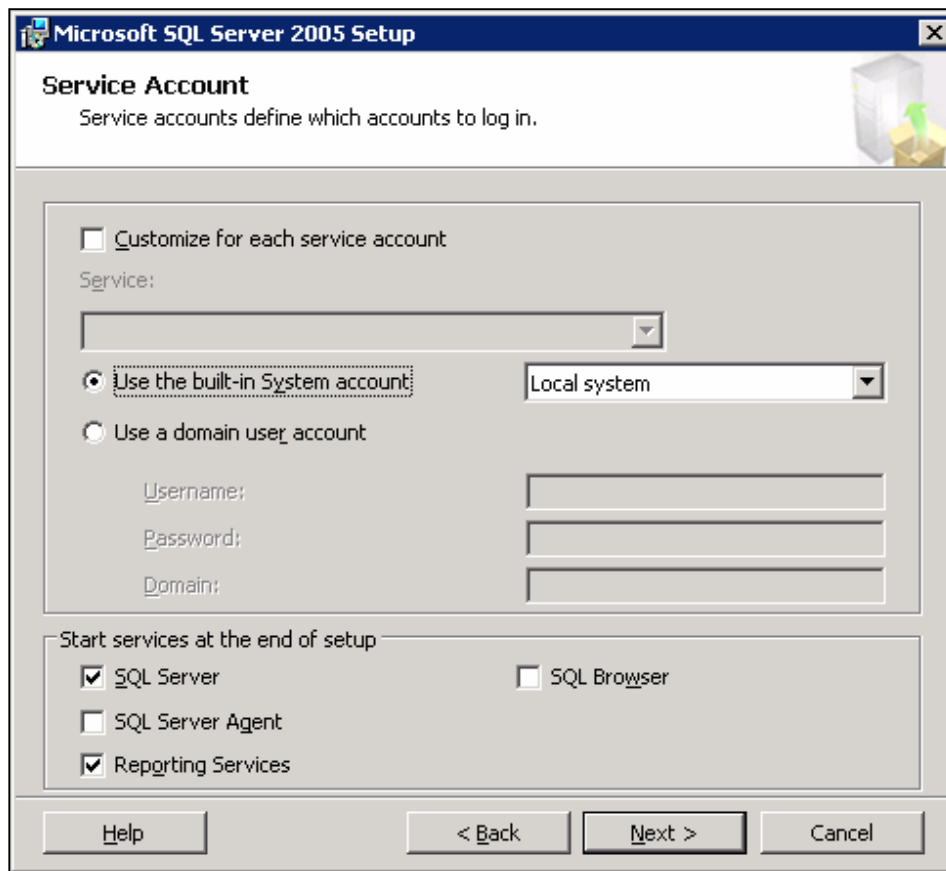 Microsoft SQL Server 2005 Setup
Service Account
Service accounts define which accounts to log in.
Customize for each service account
Service:
Use the built-in System account Local system
Use a domain user account
Username:
Password:
Domain:
Start services at the end of setup
SQL Server SQL Browser
SQL Server Agent
Reporting Services
Help < Back Next > Cancel